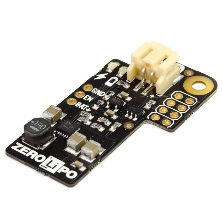 GND
EN
BAT+
ZERO LiPO